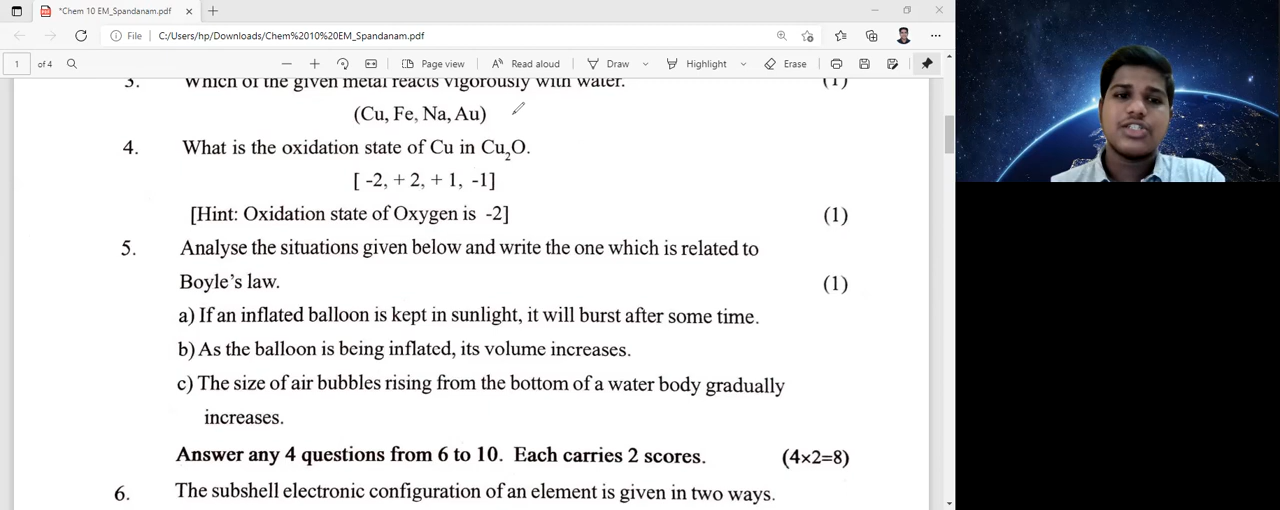 *Chem 10 EM_Spandanam.pdf
File C:/Users/hp/Downloads/Chem%2010%20EM_Spandanam.pdf
1 of 4 Page view Read aloud Draw Highlight Erase
3. Which of the given metal reacts vigorously with water. (1)
(Cu, Fe, Na, Au)
4. What is the oxidation state of Cu in Cu₂O.
[ -2, + 2, + 1, -1]
[Hint: Oxidation state of Oxygen is -2] (1)
5. Analyse the situations given below and write the one which is related to
Boyle's law. (1)
a) If an inflated balloon is kept in sunlight, it will burst after some time.
b) As the balloon is being inflated, its volume increases.
c) The size of air bubbles rising from the bottom of a water body gradually
increases.
Answer any 4 questions from 6 to 10. Each carries 2 scores. (4×2=8)
6. The subshell electronic configuration of an element is given in two ways.